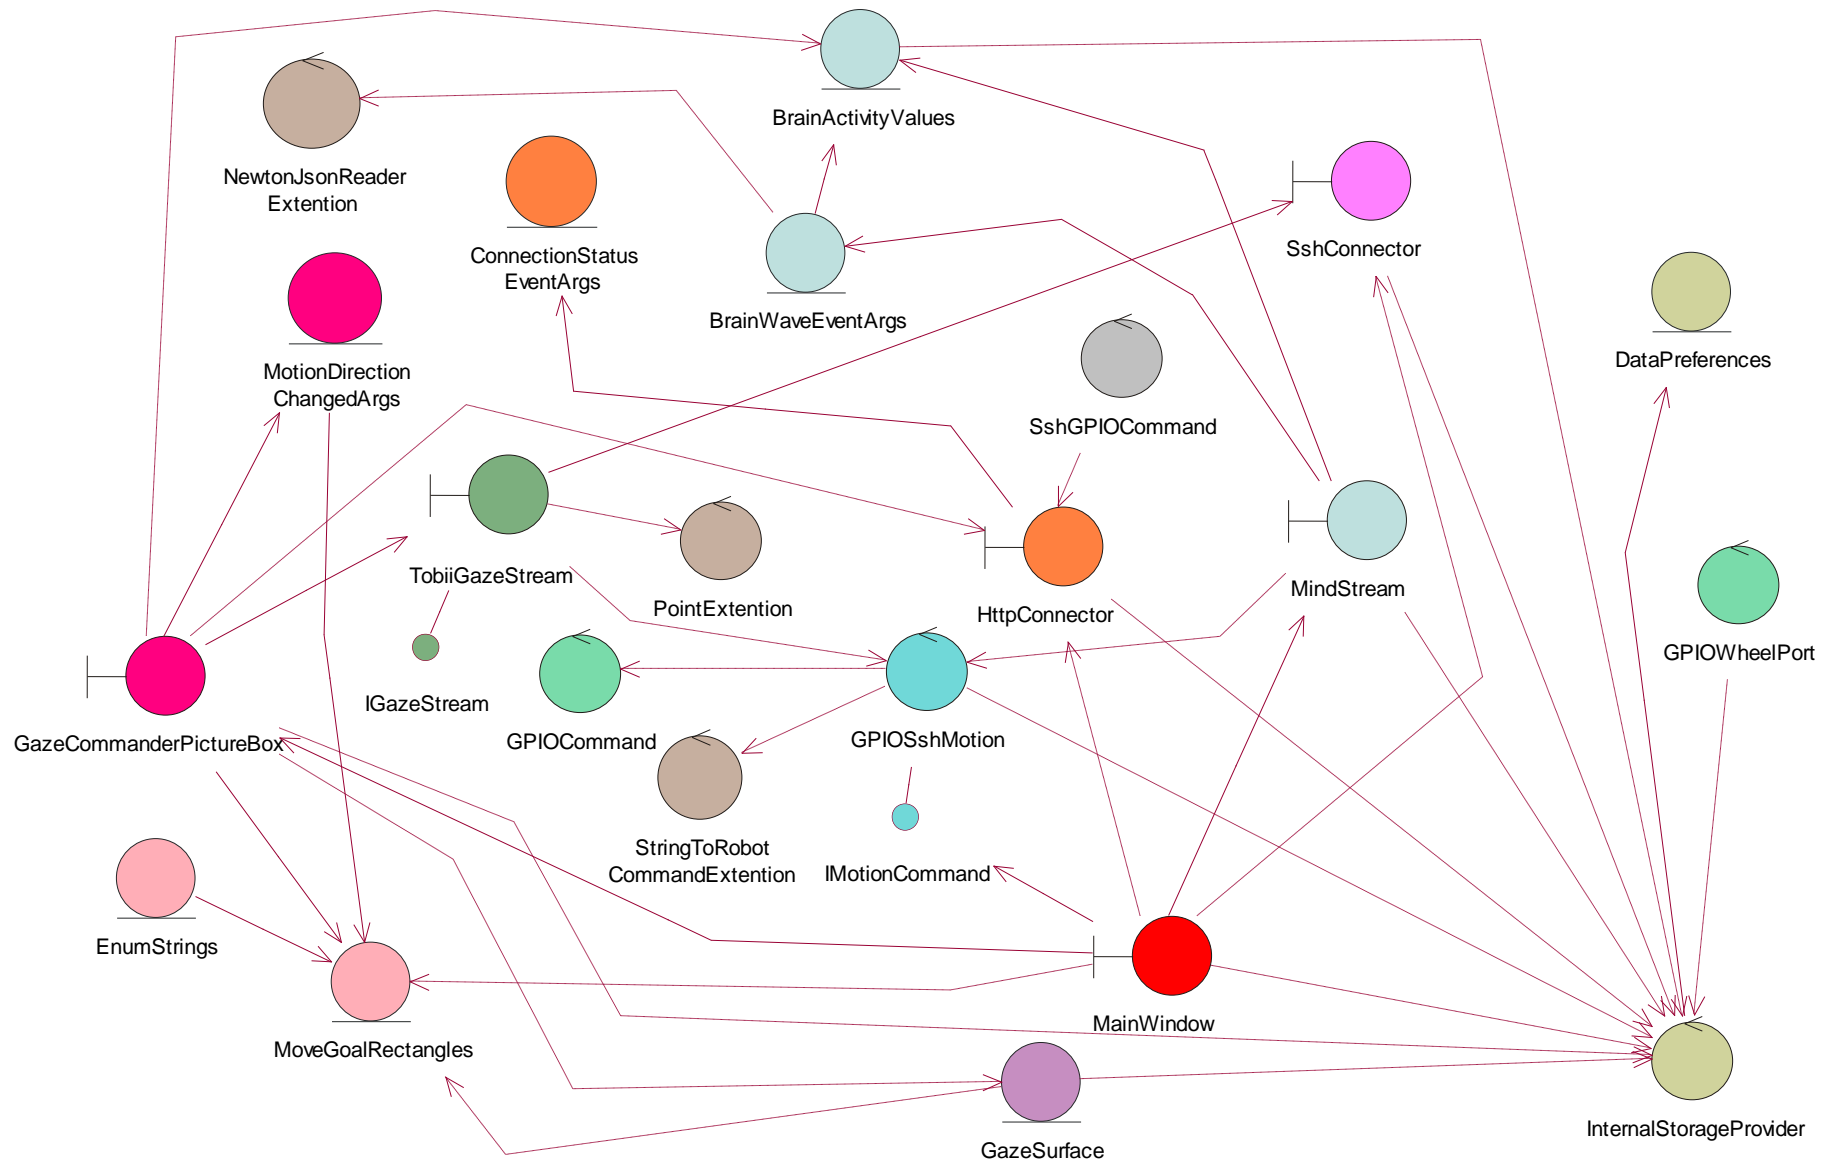 BrainActivityValues
NewtonJsonReader
Extention
ConnectionStatus
EventArgs
SshConnector
BrainWaveEventArgs
MotionDirection
ChangedArgs
DataPreferences
SshGPIOCommand
TobiiGazeStream
PointExtention
HttpConnector
MindStream
GPIOWheelPort
IGazeStream
GPIOCommand
GPIOSshMotion
GazeCommanderPictureBox
StringToRobot
CommandExtention
IMotionCommand
EnumStrings
MainWindow
MoveGoalRectangles
GazeSurface
InternalStorageProvider